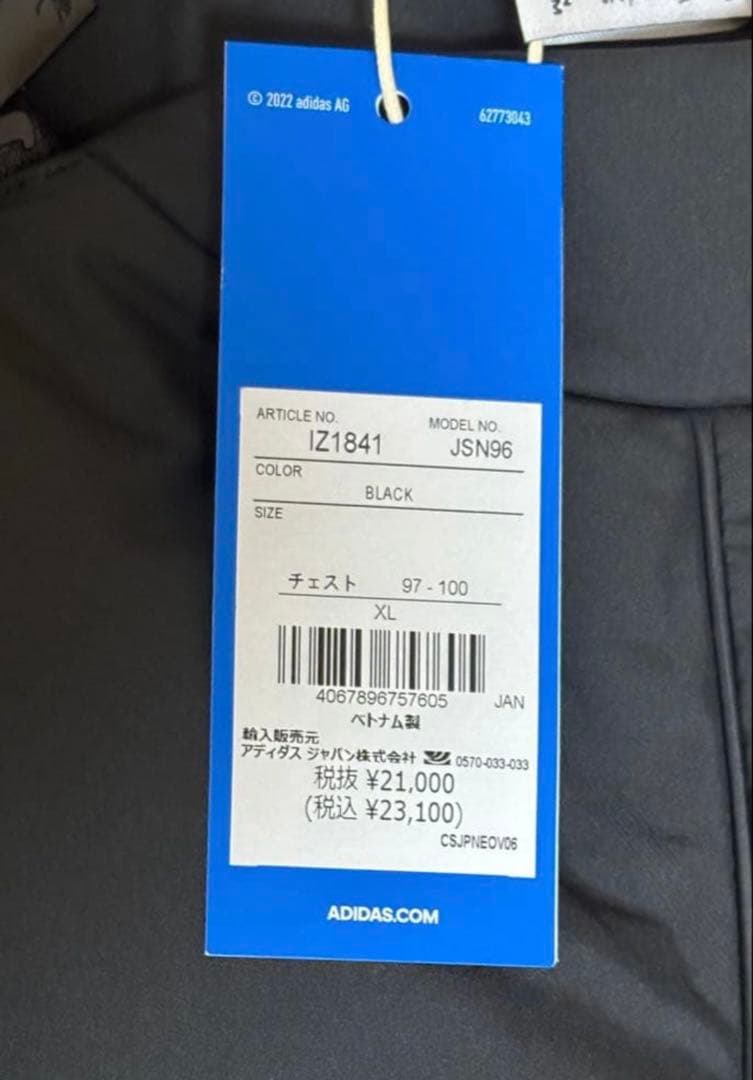 © 2022 adidas AG
62773043
ARTICLE NO. MODEL NO.
IZ1841 JSN96
COLOR
BLACK
SIZE
チェスト 97 - 100
XL
4067896757605 JAN
ベトナム製
輸入販売元
アディダス ジャパン株式会社 0570-033-033
税抜 ¥21,000
(税込 ¥23,100)
CSJPNEOV06
ADIDAS.COM